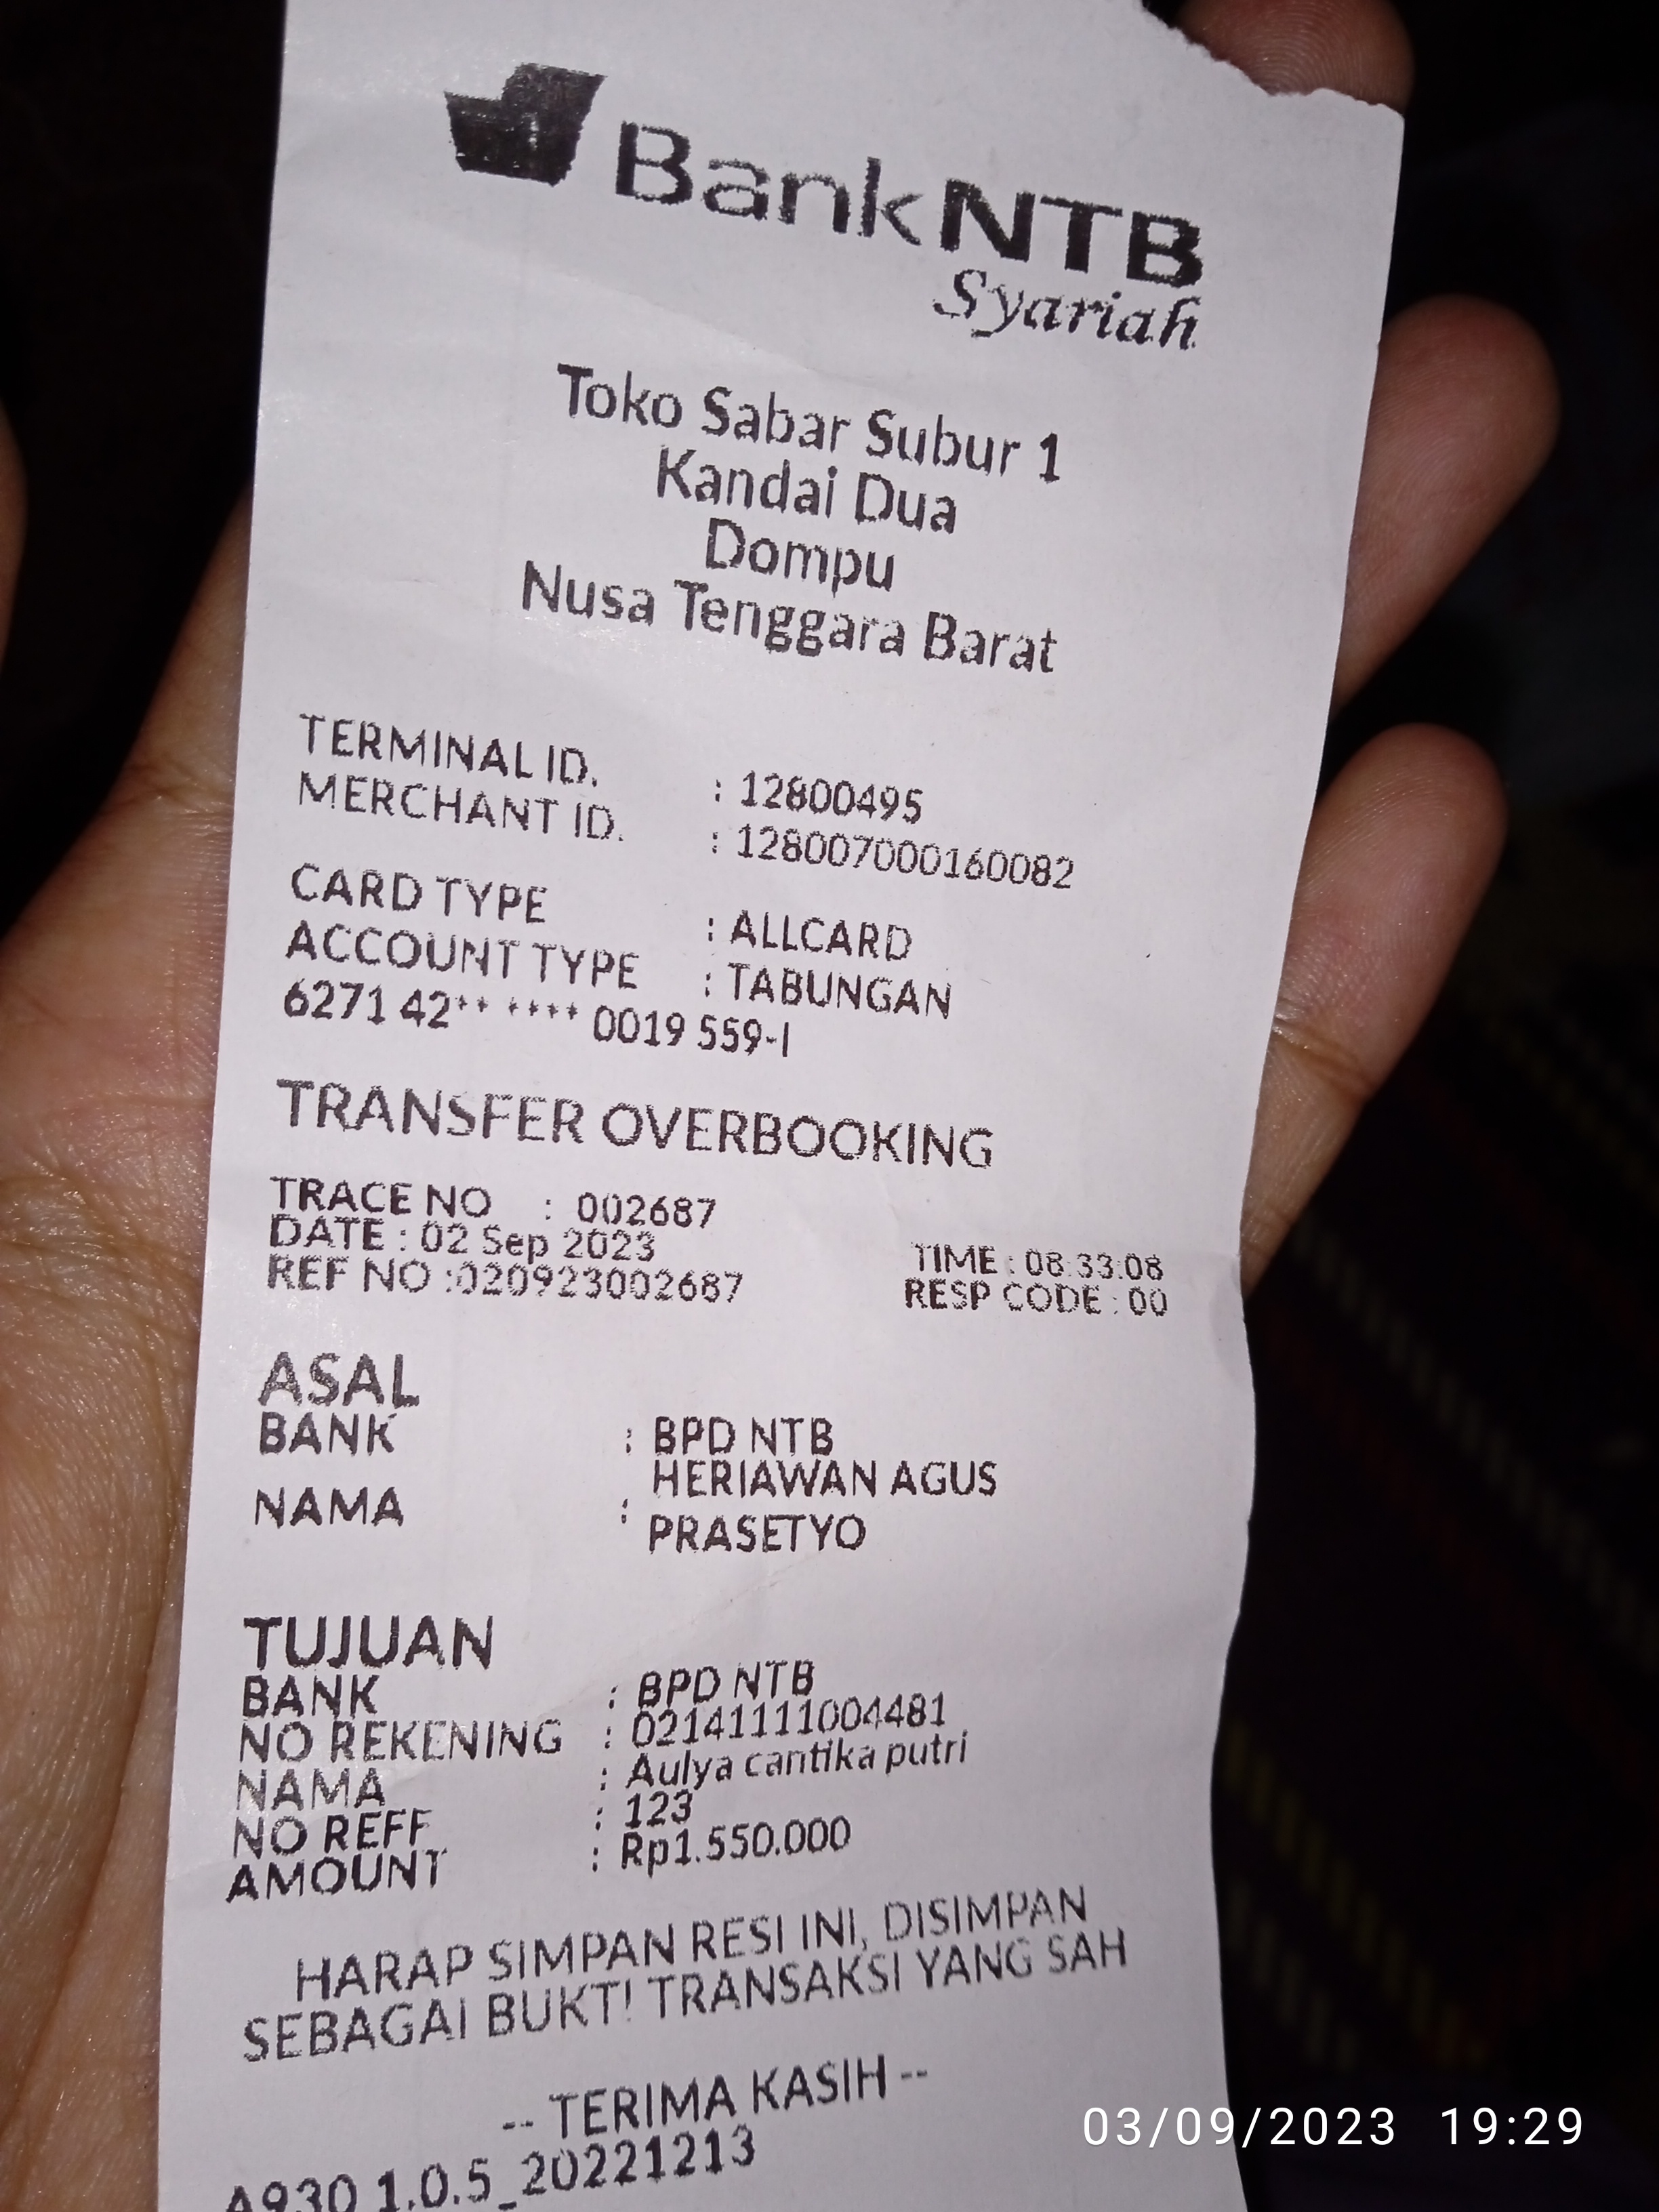 BankNTB
Syariah
Toko Sabar Subur 1
Kandai Dua
Dompu
Nusa Tenggara Barat
TERMINAL ID. : 12800495
MERCHANT ID. : 128007000160082
CARD TYPE : ALLCARD
ACCOUNT TYPE : TABUNGAN
6271 42** **** 0019 559-I
TRANSFER OVERBOOKING
TRACE NO : 002687
DATE : 02 Sep 2023 TIME : 08:33:08
REF NO :020923002687 RESP CODE : 00
ASAL
BANK : BPD NTB
NAMA : HERIAWAN AGUS
PRASETYO
TUJUAN
BANK : BPD NTB
NO REKENING : 02141111004481
NAMA : Aulya cantika putri
NO REFF : 123
AMOUNT : Rp1.550.000
HARAP SIMPAN RESI INI, DISIMPAN
SEBAGAI BUKTI TRANSAKSI YANG SAH
-- TERIMA KASIH --
A930 1.0.5_20221213
03/09/2023 19:29